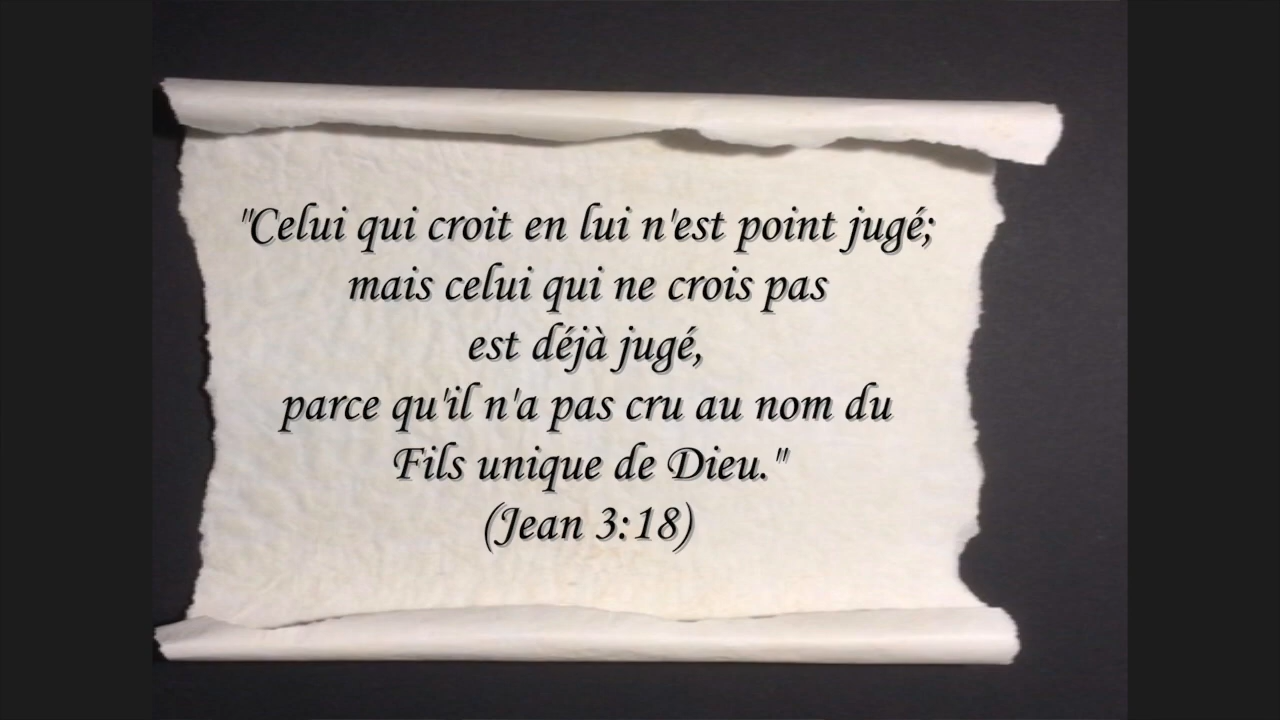 "Celui qui croit en lui n'est point jugé;
mais celui qui ne crois pas
est déjà jugé,
parce qu'il n'a pas cru au nom du
Fils unique de Dieu."
(Jean 3:18)